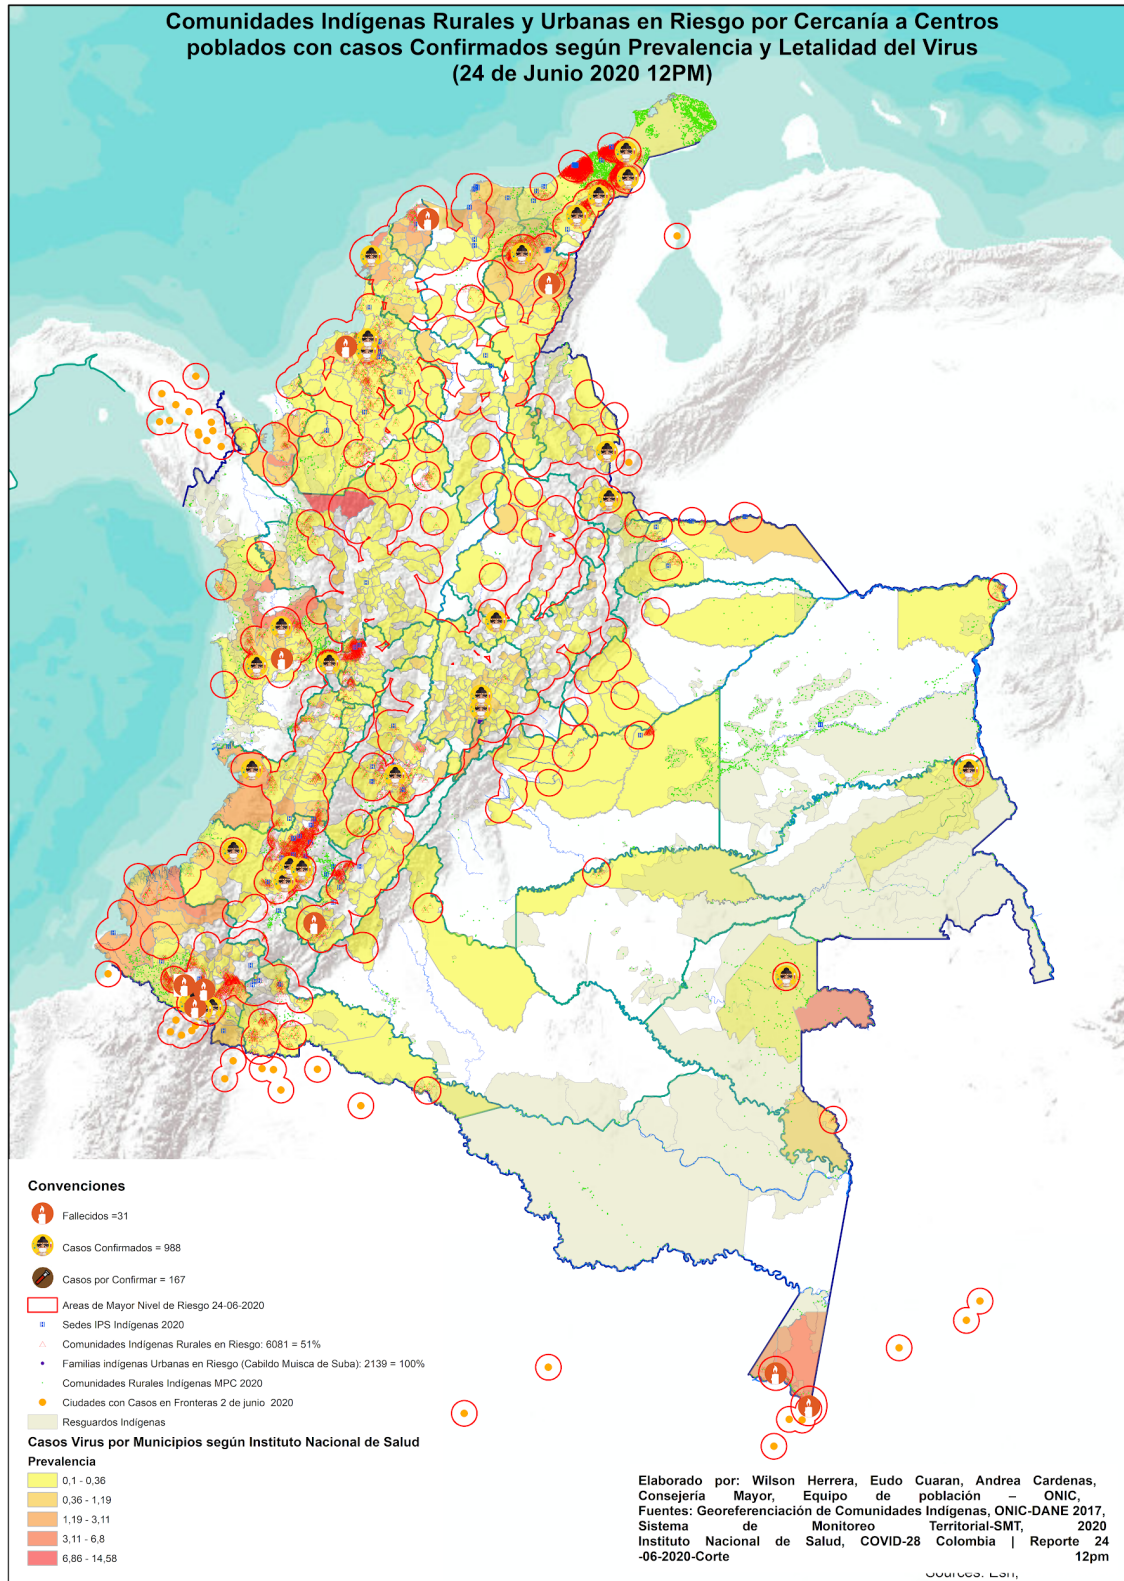 Comunidades Indígenas Rurales y Urbanas en Riesgo por Cercanía a Centros
poblados con casos Confirmados según Prevalencia y Letalidad del Virus
(24 de Junio 2020 12PM)
Convenciones
Fallecidos =31
Casos Confirmados = 988
Casos por Confirmar = 167
Areas de Mayor Nivel de Riesgo 24-06-2020
Sedes IPS Indígenas 2020
Comunidades Indígenas Rurales en Riesgo: 6081 = 51%
Familias indígenas Urbanas en Riesgo (Cabildo Muisca de Suba): 2139 = 100%
Comunidades Rurales Indígenas MPC 2020
Ciudades con Casos en Fronteras 2 de junio 2020
Resguardos Indígenas
Casos Virus por Municipios según Instituto Nacional de Salud
Prevalencia
0,1 - 0,36
0,36 - 1,19
1,19 - 3,11
3,11 - 6,8
6,86 - 14,58
Elaborado por: Wilson Herrera, Eudo Cuaran, Andrea Cardenas,
Consejería Mayor, Equipo de población – ONIC,
Fuentes: Georeferenciación de Comunidades Indígenas, ONIC-DANE 2017,
Sistema de Monitoreo Territorial-SMT, 2020
Instituto Nacional de Salud, COVID-28 Colombia | Reporte 24
-06-2020-Corte 12pm
Sources: Esri,